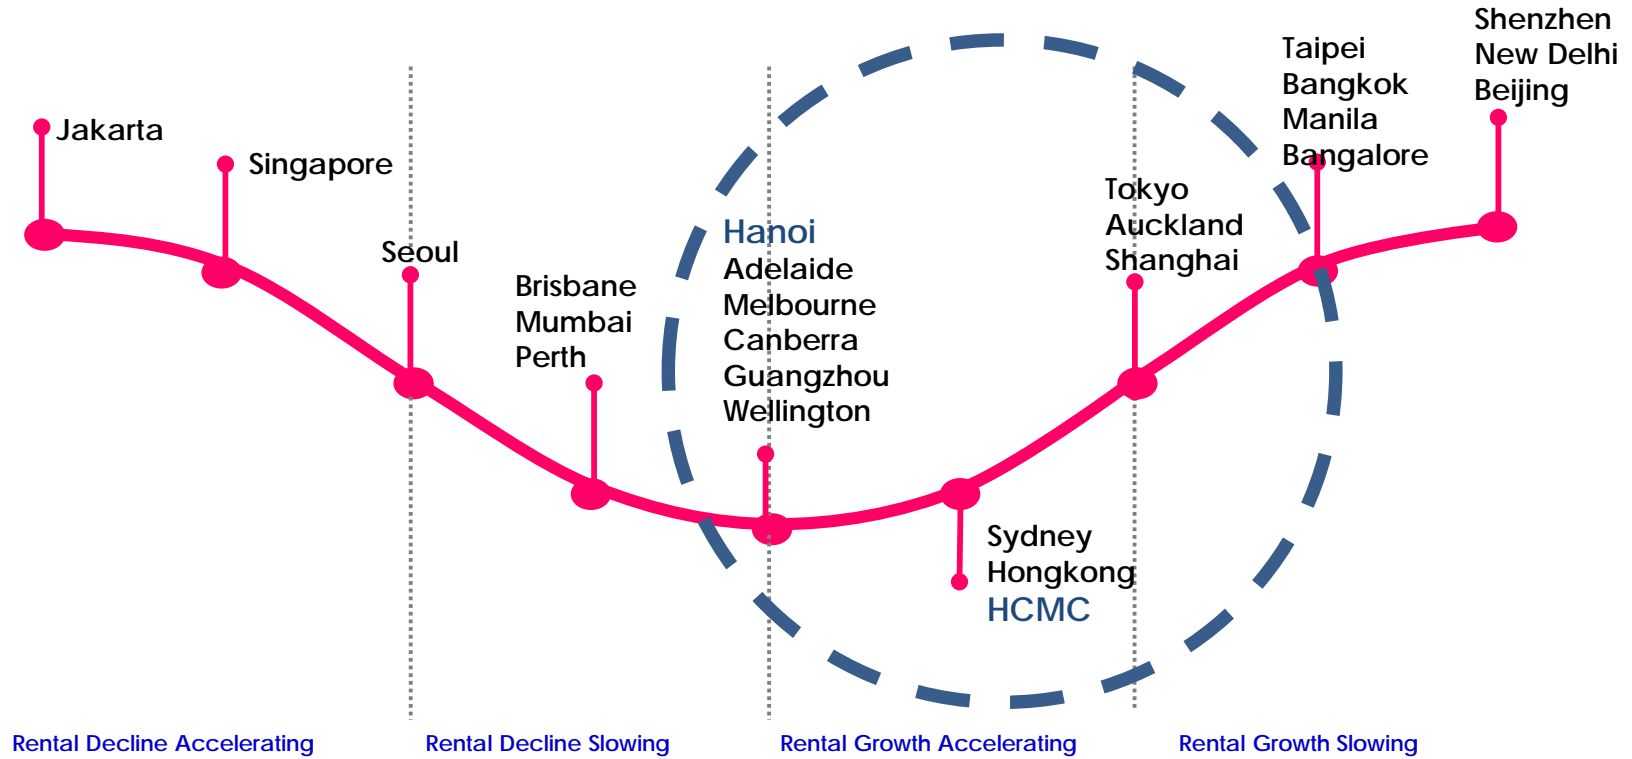 Jakarta
Singapore
Seoul
Brisbane
Mumbai
Perth
Hanoi
Adelaide
Melbourne
Canberra
Guangzhou
Wellington
Sydney
Hongkong
HCMC
Tokyo
Auckland
Shanghai
Taipei
Bangkok
Manila
Bangalore
Shenzhen
New Delhi
Beijing
Rental Decline Accelerating
Rental Decline Slowing
Rental Growth Accelerating
Rental Growth Slowing